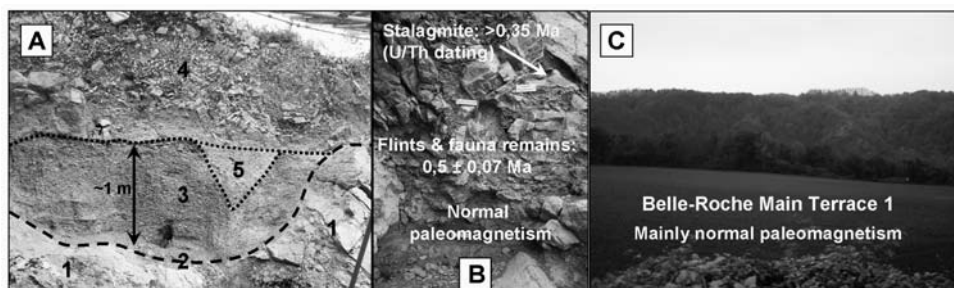 A
4
5
~1 m
3
1
1
2
Stalagmite: >0,35 Ma
(U/Th dating)
Flints & fauna remains:
0,5 ± 0,07 Ma
Normal
paleomagnetism
B
C
Belle-Roche Main Terrace 1
Mainly normal paleomagnetism